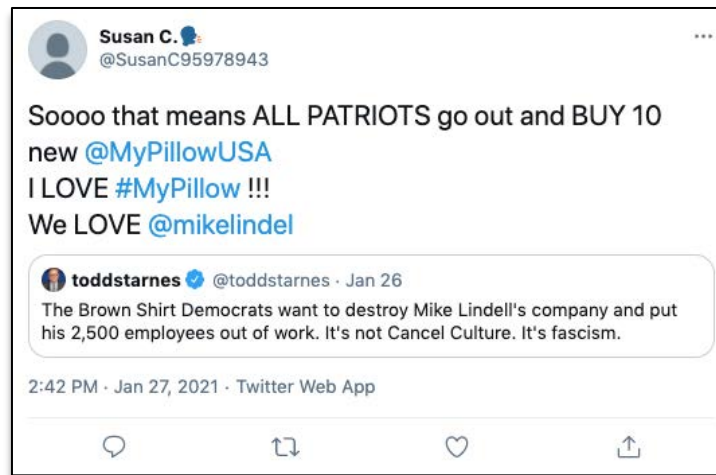 Susan C.🗣️
@SusanC95978943
Soooo that means ALL PATRIOTS go out and BUY 10
new @MyPillowUSA
I LOVE #MyPillow !!!
We LOVE @mikelindel
toddstarnes @toddstarnes · Jan 26
The Brown Shirt Democrats want to destroy Mike Lindell's company and put
his 2,500 employees out of work. It's not Cancel Culture. It's fascism.
2:42 PM · Jan 27, 2021 · Twitter Web App